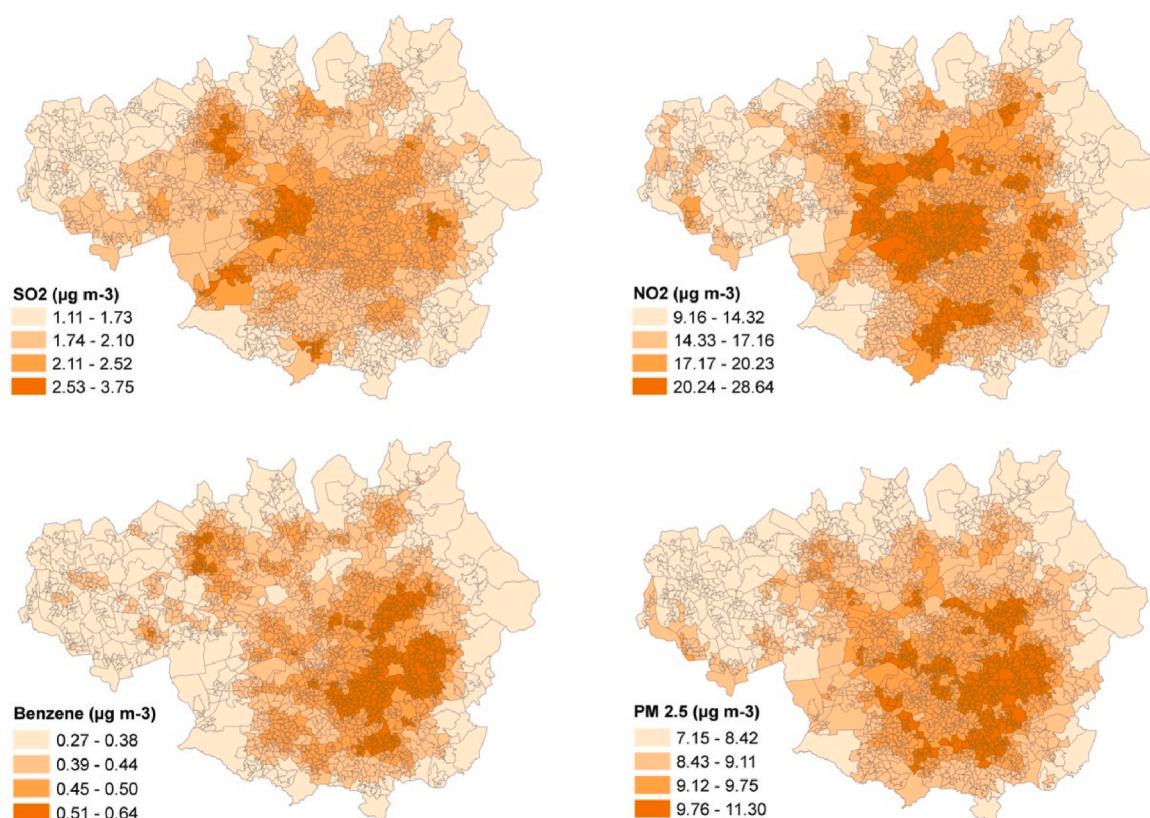 SO2 (µg m-3)
1.11 - 1.73
1.74 - 2.10
2.11 - 2.52
2.53 - 3.75
NO2 (µg m-3)
9.16 - 14.32
14.33 - 17.16
17.17 - 20.23
20.24 - 28.64
Benzene (µg m-3)
0.27 - 0.38
0.39 - 0.44
0.45 - 0.50
0.51 - 0.64
PM 2.5 (µg m-3)
7.15 - 8.42
8.43 - 9.11
9.12 - 9.75
9.76 - 11.30